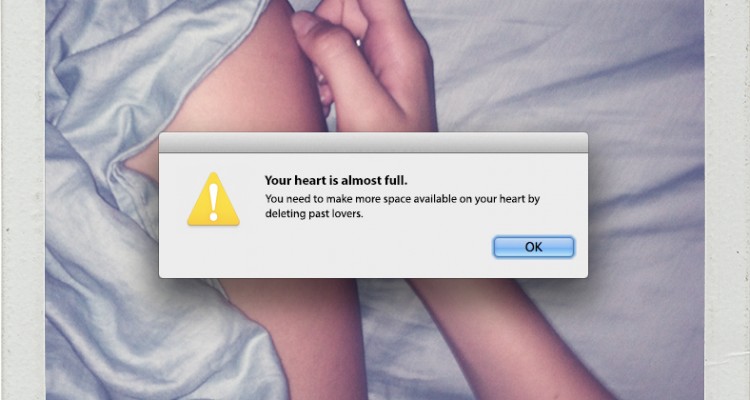 Your heart is almost full.
You need to make more space available on your heart by
deleting past lovers.
OK